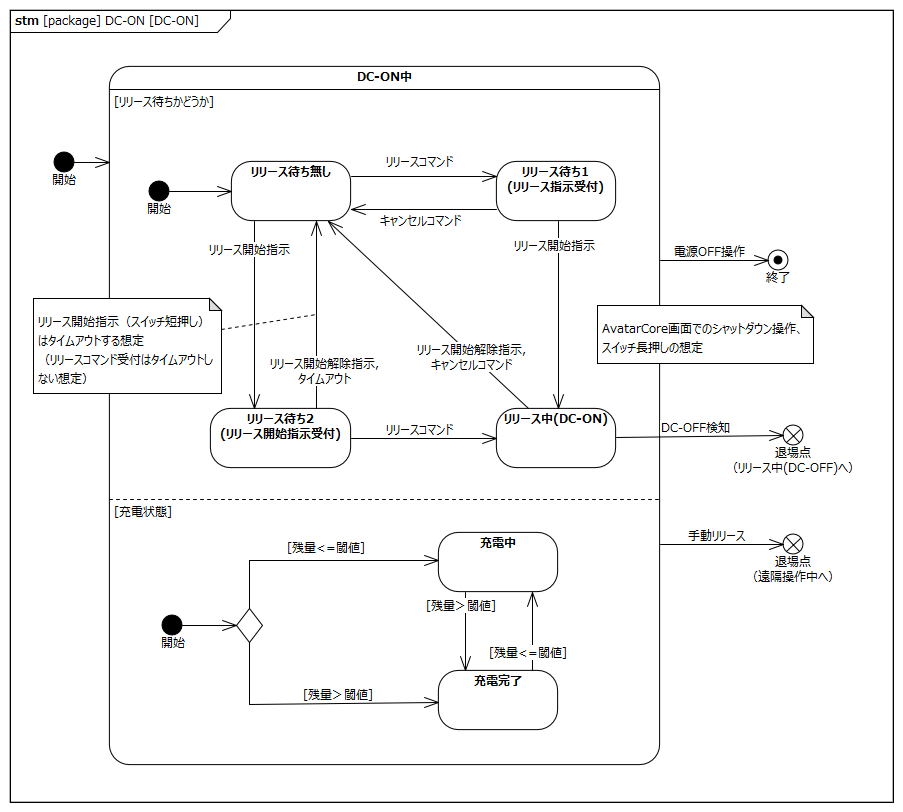 stm [package] DC-ON [DC-ON]
DC-ON中
[リリース待ちかどうか]
開始
開始
リリース待ち無し
リリースコマンド
キャンセルコマンド
リリース待ち1
(リリース指示受付)
リリース開始指示
リリース開始指示
電源OFF操作
終了
リリース開始指示（スイッチ短押し）
はタイムアウトする想定
（リリースコマンド受付はタイムアウトし
ない想定）
AvatarCore画面でのシャットダウン操作、
スイッチ長押しの想定
リリース開始解除指示,
タイムアウト
リリース開始解除指示,
キャンセルコマンド
リリース待ち2
(リリース開始指示受付)
リリースコマンド
リリース中(DC-ON)
DC-OFF検知
退場点
（リリース中(DC-OFF)へ）
[充電状態]
手動リリース
退場点
（遠隔操作中へ）
[残量<=閾値]
充電中
開始
[残量＞閾値]
[残量<=閾値]
[残量＞閾値]
充電完了